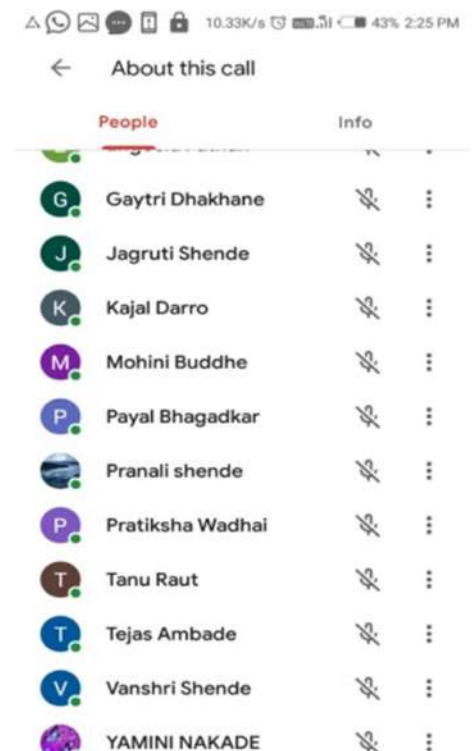 10.33K/s 43% 2:25 PM
About this call
People Info
G Gaytri Dhakhane
J Jagruti Shende
K Kajal Darro
M Mohini Buddhe
P Payal Bhagadkar
Pranali shende
P Pratiksha Wadhai
T Tanu Raut
T Tejas Ambade
V Vanshri Shende
YAMINI NAKADE